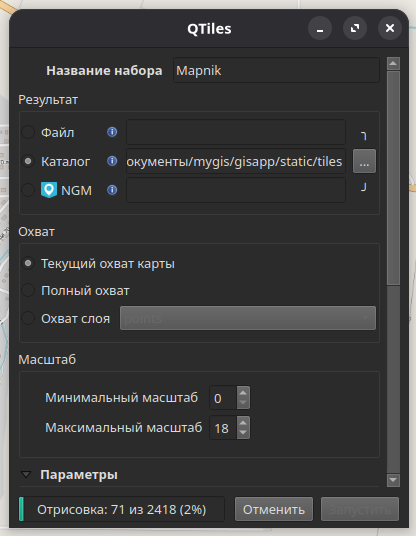 QTiles
Название набора Mapnik
Результат
Файл
Каталог окументы/mygis/gisapp/static/tiles ...
NGM
Охват
Текущий охват карты
Полный охват
Охват слоя points
Масштаб
Минимальный масштаб 0
Максимальный масштаб 18
Параметры
Отрисовка: 71 из 2418 (2%) Отменить Запустить